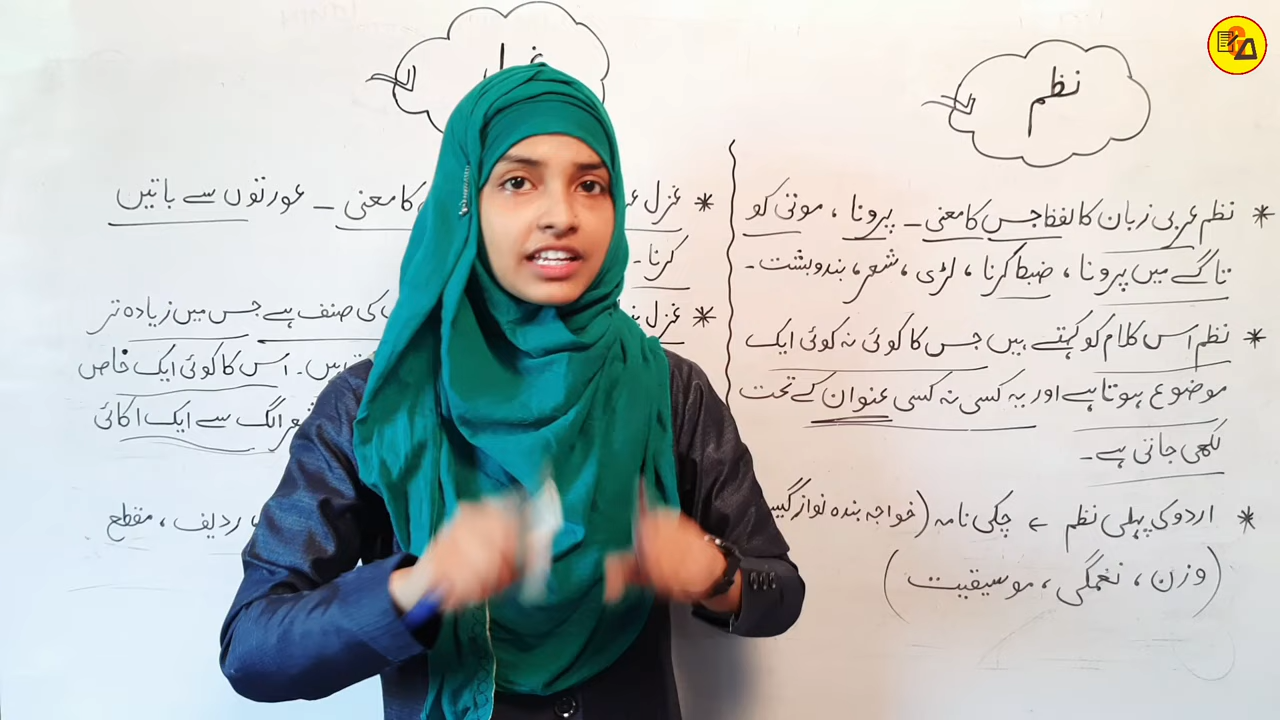 نظم
* نظم عربی زبان کا لفظ جس کا معنی ۔ پرونا ، موتی کو
تاگے میں پرونا ، ضبط کرنا ، لڑی ، شعر ، بندوبست ۔
* نظم اس کلام کو کہتے ہیں جس کا کوئی نہ کوئی ایک
موضوع ہوتا ہے اور یہ کسی نہ کسی عنوان کے تحت
لکھی جاتی ہے ۔
* اردو کی پہلی نظم ے چکی نامہ (خواجہ بندہ نواز
(وزن ، نغمگی ، موسیقیت)
* غزل کا معنی ۔ عورتوں سے باتیں
کرنا ۔
* غزل کی صنف ہے جس میں زیادہ تر
ہیں ۔ اس کا کوئی ایک خاص
الگ سے ایک اکائی
ردیف ، مقطع